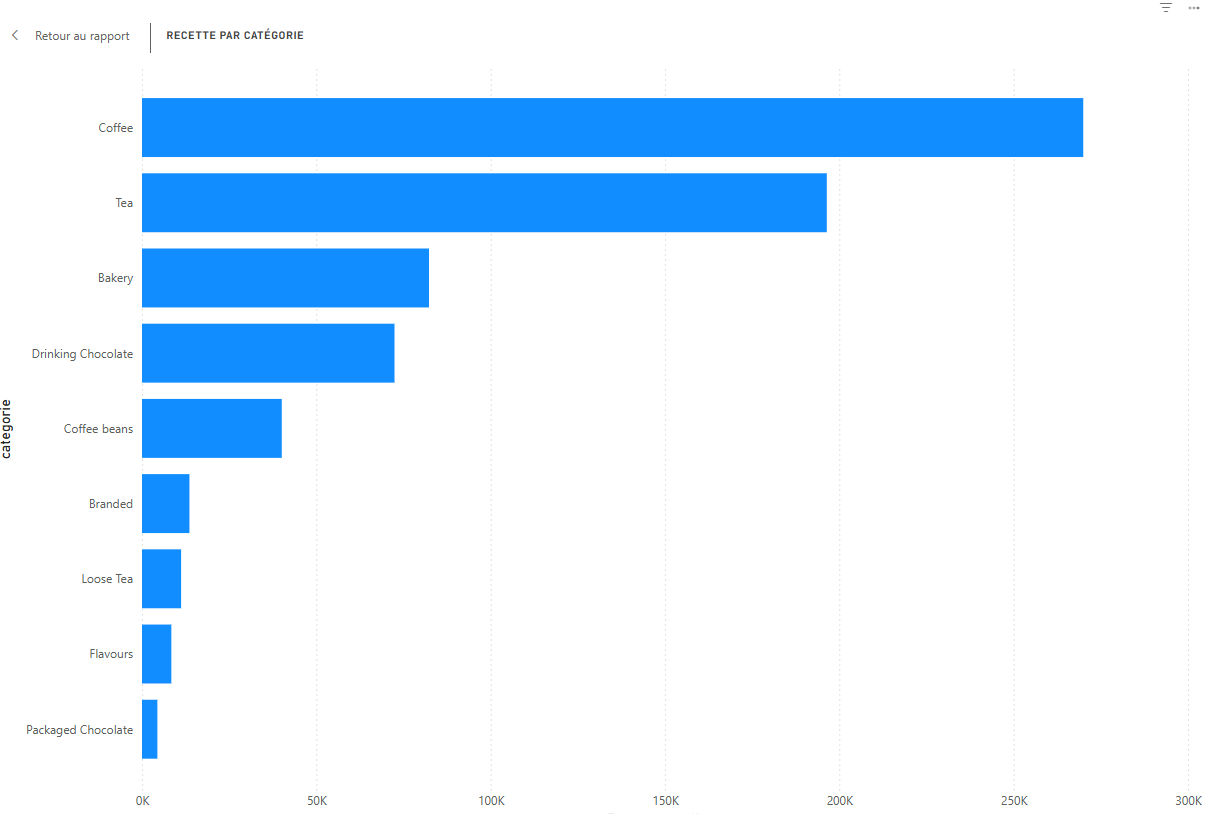 Retour au rapport
RECETTE PAR CATÉGORIE
Coffee
Tea
Bakery
Drinking Chocolate
Coffee beans
Branded
Loose Tea
Flavours
Packaged Chocolate
categorie
0K 50K 100K 150K 200K 250K 300K